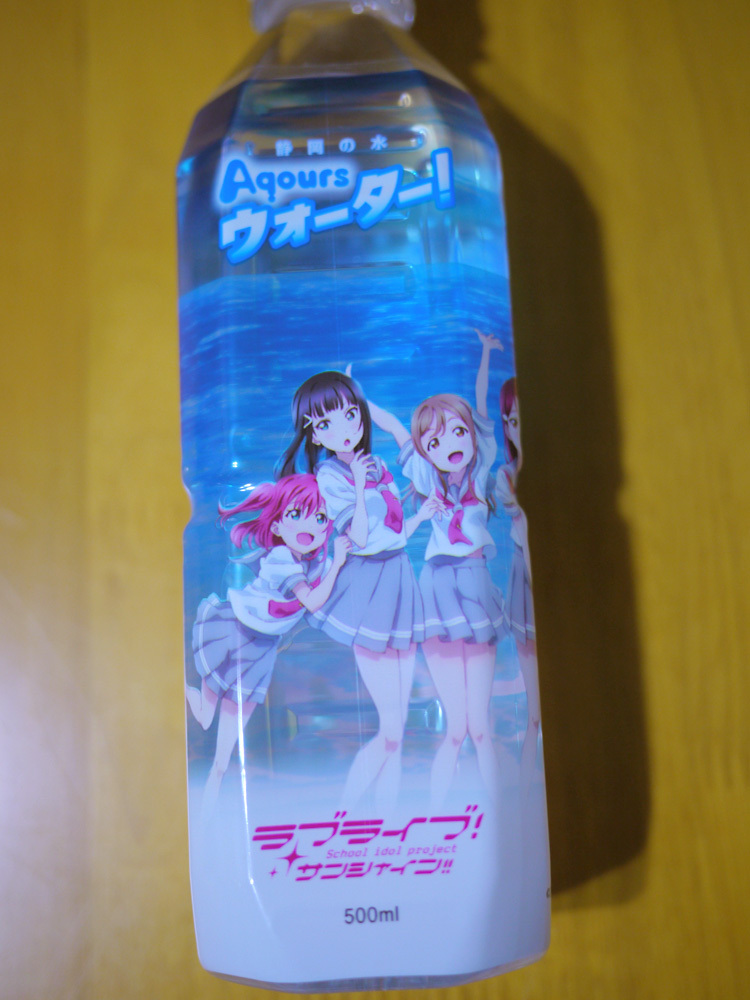 静岡の水
Aqours
ウォーター!
ラブライブ!
School idol project
サンシャイン!!
500ml